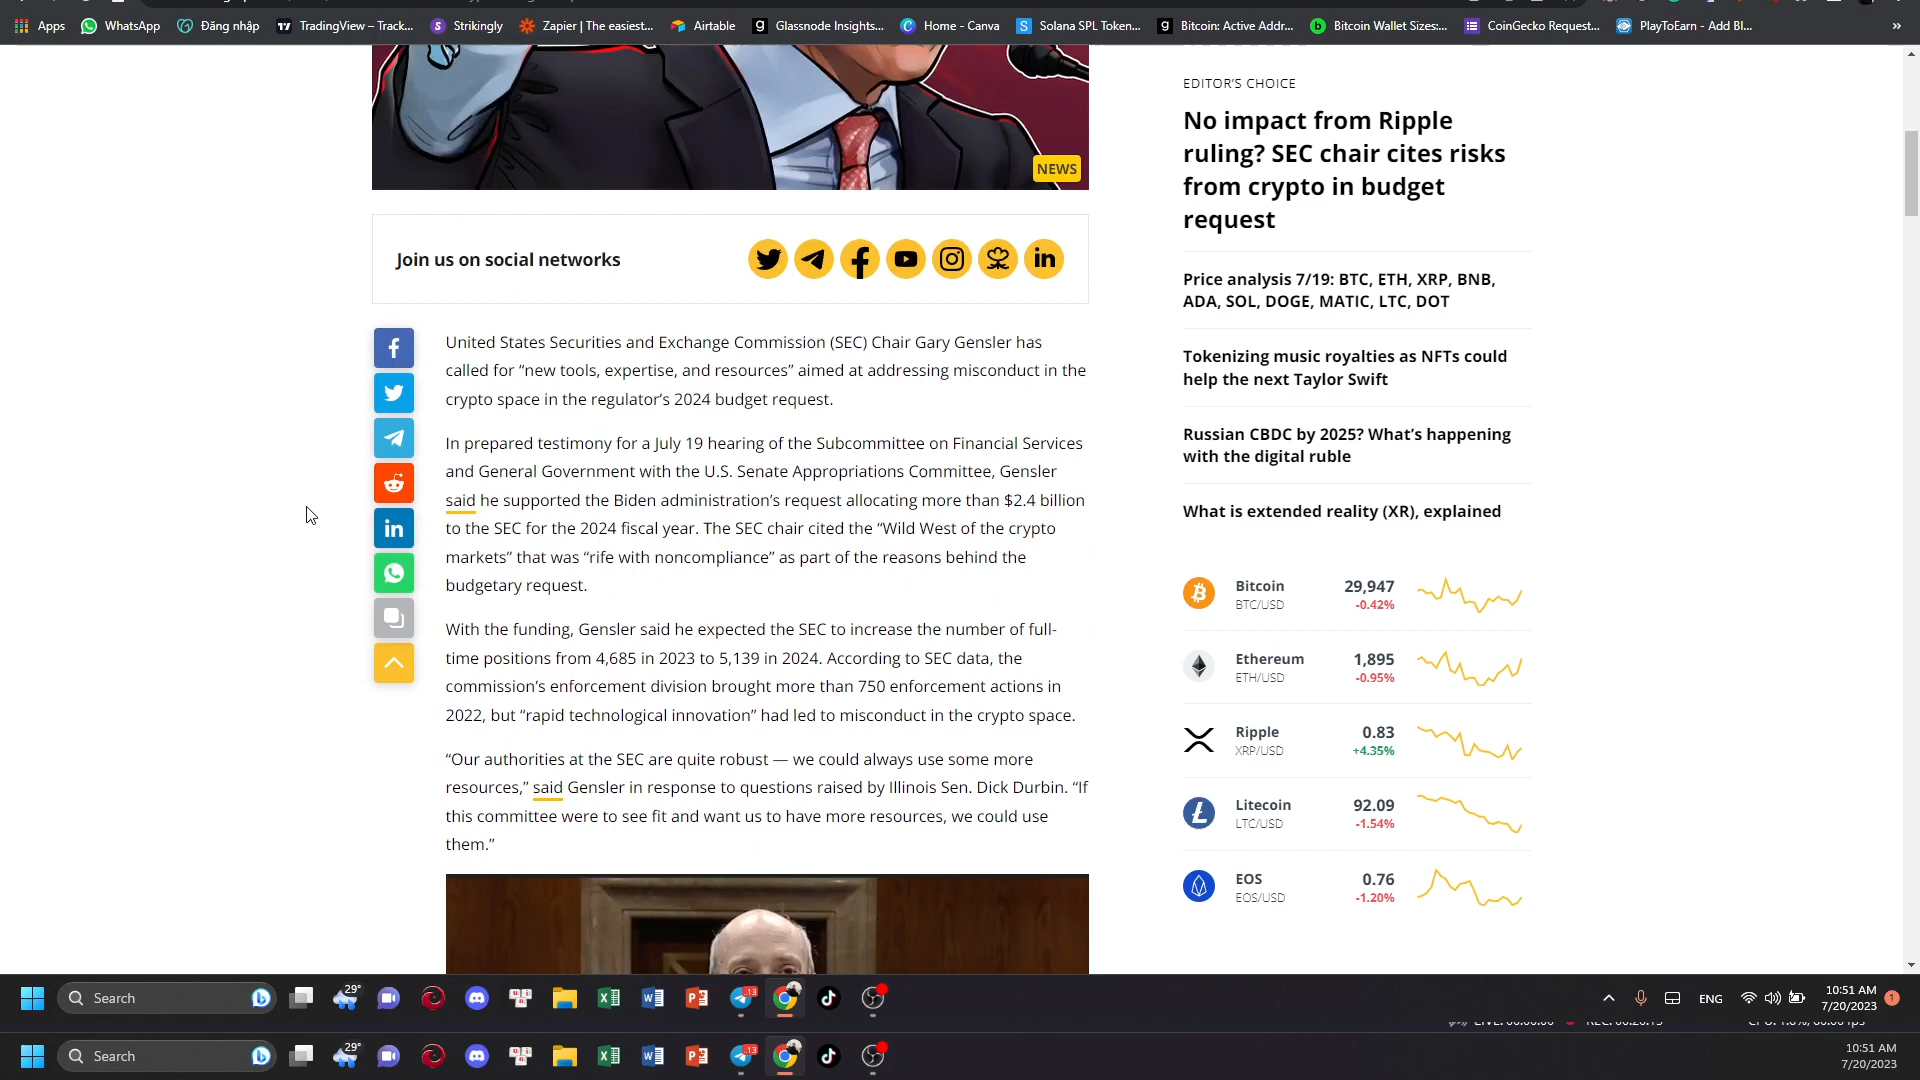 Apps
WhatsApp
Đăng nhập
TradingView – Track...
Strikingly
Zapier | The easiest...
Airtable
Glassnode Insights...
Home - Canva
Solana SPL Token...
Bitcoin: Active Addr...
Bitcoin Wallet Sizes:...
CoinGecko Request...
PlayToEarn - Add Bl...
»
NEWS
Join us on social networks
United States Securities and Exchange Commission (SEC) Chair Gary Gensler has
called for “new tools, expertise, and resources” aimed at addressing misconduct in the
crypto space in the regulator’s 2024 budget request.
In prepared testimony for a July 19 hearing of the Subcommittee on Financial Services
and General Government with the U.S. Senate Appropriations Committee, Gensler
said he supported the Biden administration’s request allocating more than $2.4 billion
to the SEC for the 2024 fiscal year. The SEC chair cited the “Wild West of the crypto
markets” that was “rife with noncompliance” as part of the reasons behind the
budgetary request.
With the funding, Gensler said he expected the SEC to increase the number of full-
time positions from 4,685 in 2023 to 5,139 in 2024. According to SEC data, the
commission’s enforcement division brought more than 750 enforcement actions in
2022, but “rapid technological innovation” had led to misconduct in the crypto space.
“Our authorities at the SEC are quite robust — we could always use some more
resources,” said Gensler in response to questions raised by Illinois Sen. Dick Durbin. “If
this committee were to see fit and want us to have more resources, we could use
them.”
EDITOR’S CHOICE
No impact from Ripple
ruling? SEC chair cites risks
from crypto in budget
request
Price analysis 7/19: BTC, ETH, XRP, BNB,
ADA, SOL, DOGE, MATIC, LTC, DOT
Tokenizing music royalties as NFTs could
help the next Taylor Swift
Russian CBDC by 2025? What’s happening
with the digital ruble
What is extended reality (XR), explained
Bitcoin 29,947
BTC/USD -0.42%
Ethereum 1,895
ETH/USD -0.95%
Ripple 0.83
XRP/USD +4.35%
Litecoin 92.09
LTC/USD -1.54%
EOS 0.76
EOS/USD -1.20%
Search
29°
13
ENG
10:51 AM
7/20/2023
1
Search
29°
13
10:51 AM
7/20/2023